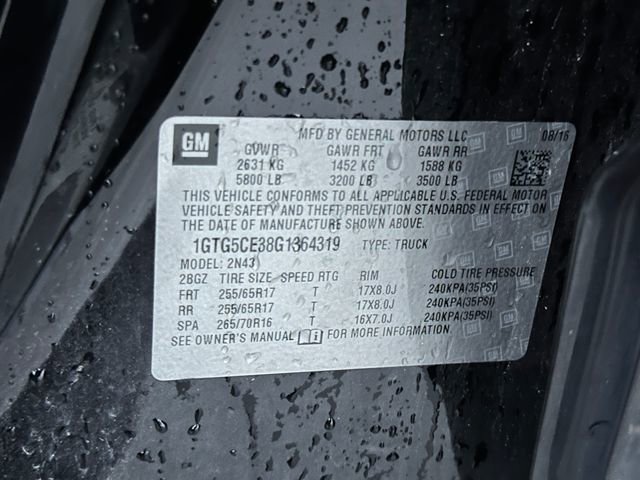 GM MFD BY GENERAL MOTORS LLC 08/16
GVWR GAWR FRT GAWR RR
2631 KG 1452 KG 1588 KG
5800 LB 3200 LB 3500 LB
THIS VEHICLE CONFORMS TO ALL APPLICABLE U.S. FEDERAL MOTOR
VEHICLE SAFETY AND THEFT PREVENTION STANDARDS IN EFFECT ON
THE DATE OF MANUFACTURE SHOWN ABOVE.
1GTG5CE38G1364319 TYPE: TRUCK
MODEL: 2N43
28GZ TIRE SIZE SPEED RTG RIM COLD TIRE PRESSURE
FRT 255/65R17 T 17X8.0J 240KPA(35PSI)
RR 255/65R17 T 17X8.0J 240KPA(35PSI)
SPA 265/70R16 T 16X7.0J 240KPA(35PSI)
SEE OWNER'S MANUAL FOR MORE INFORMATION.